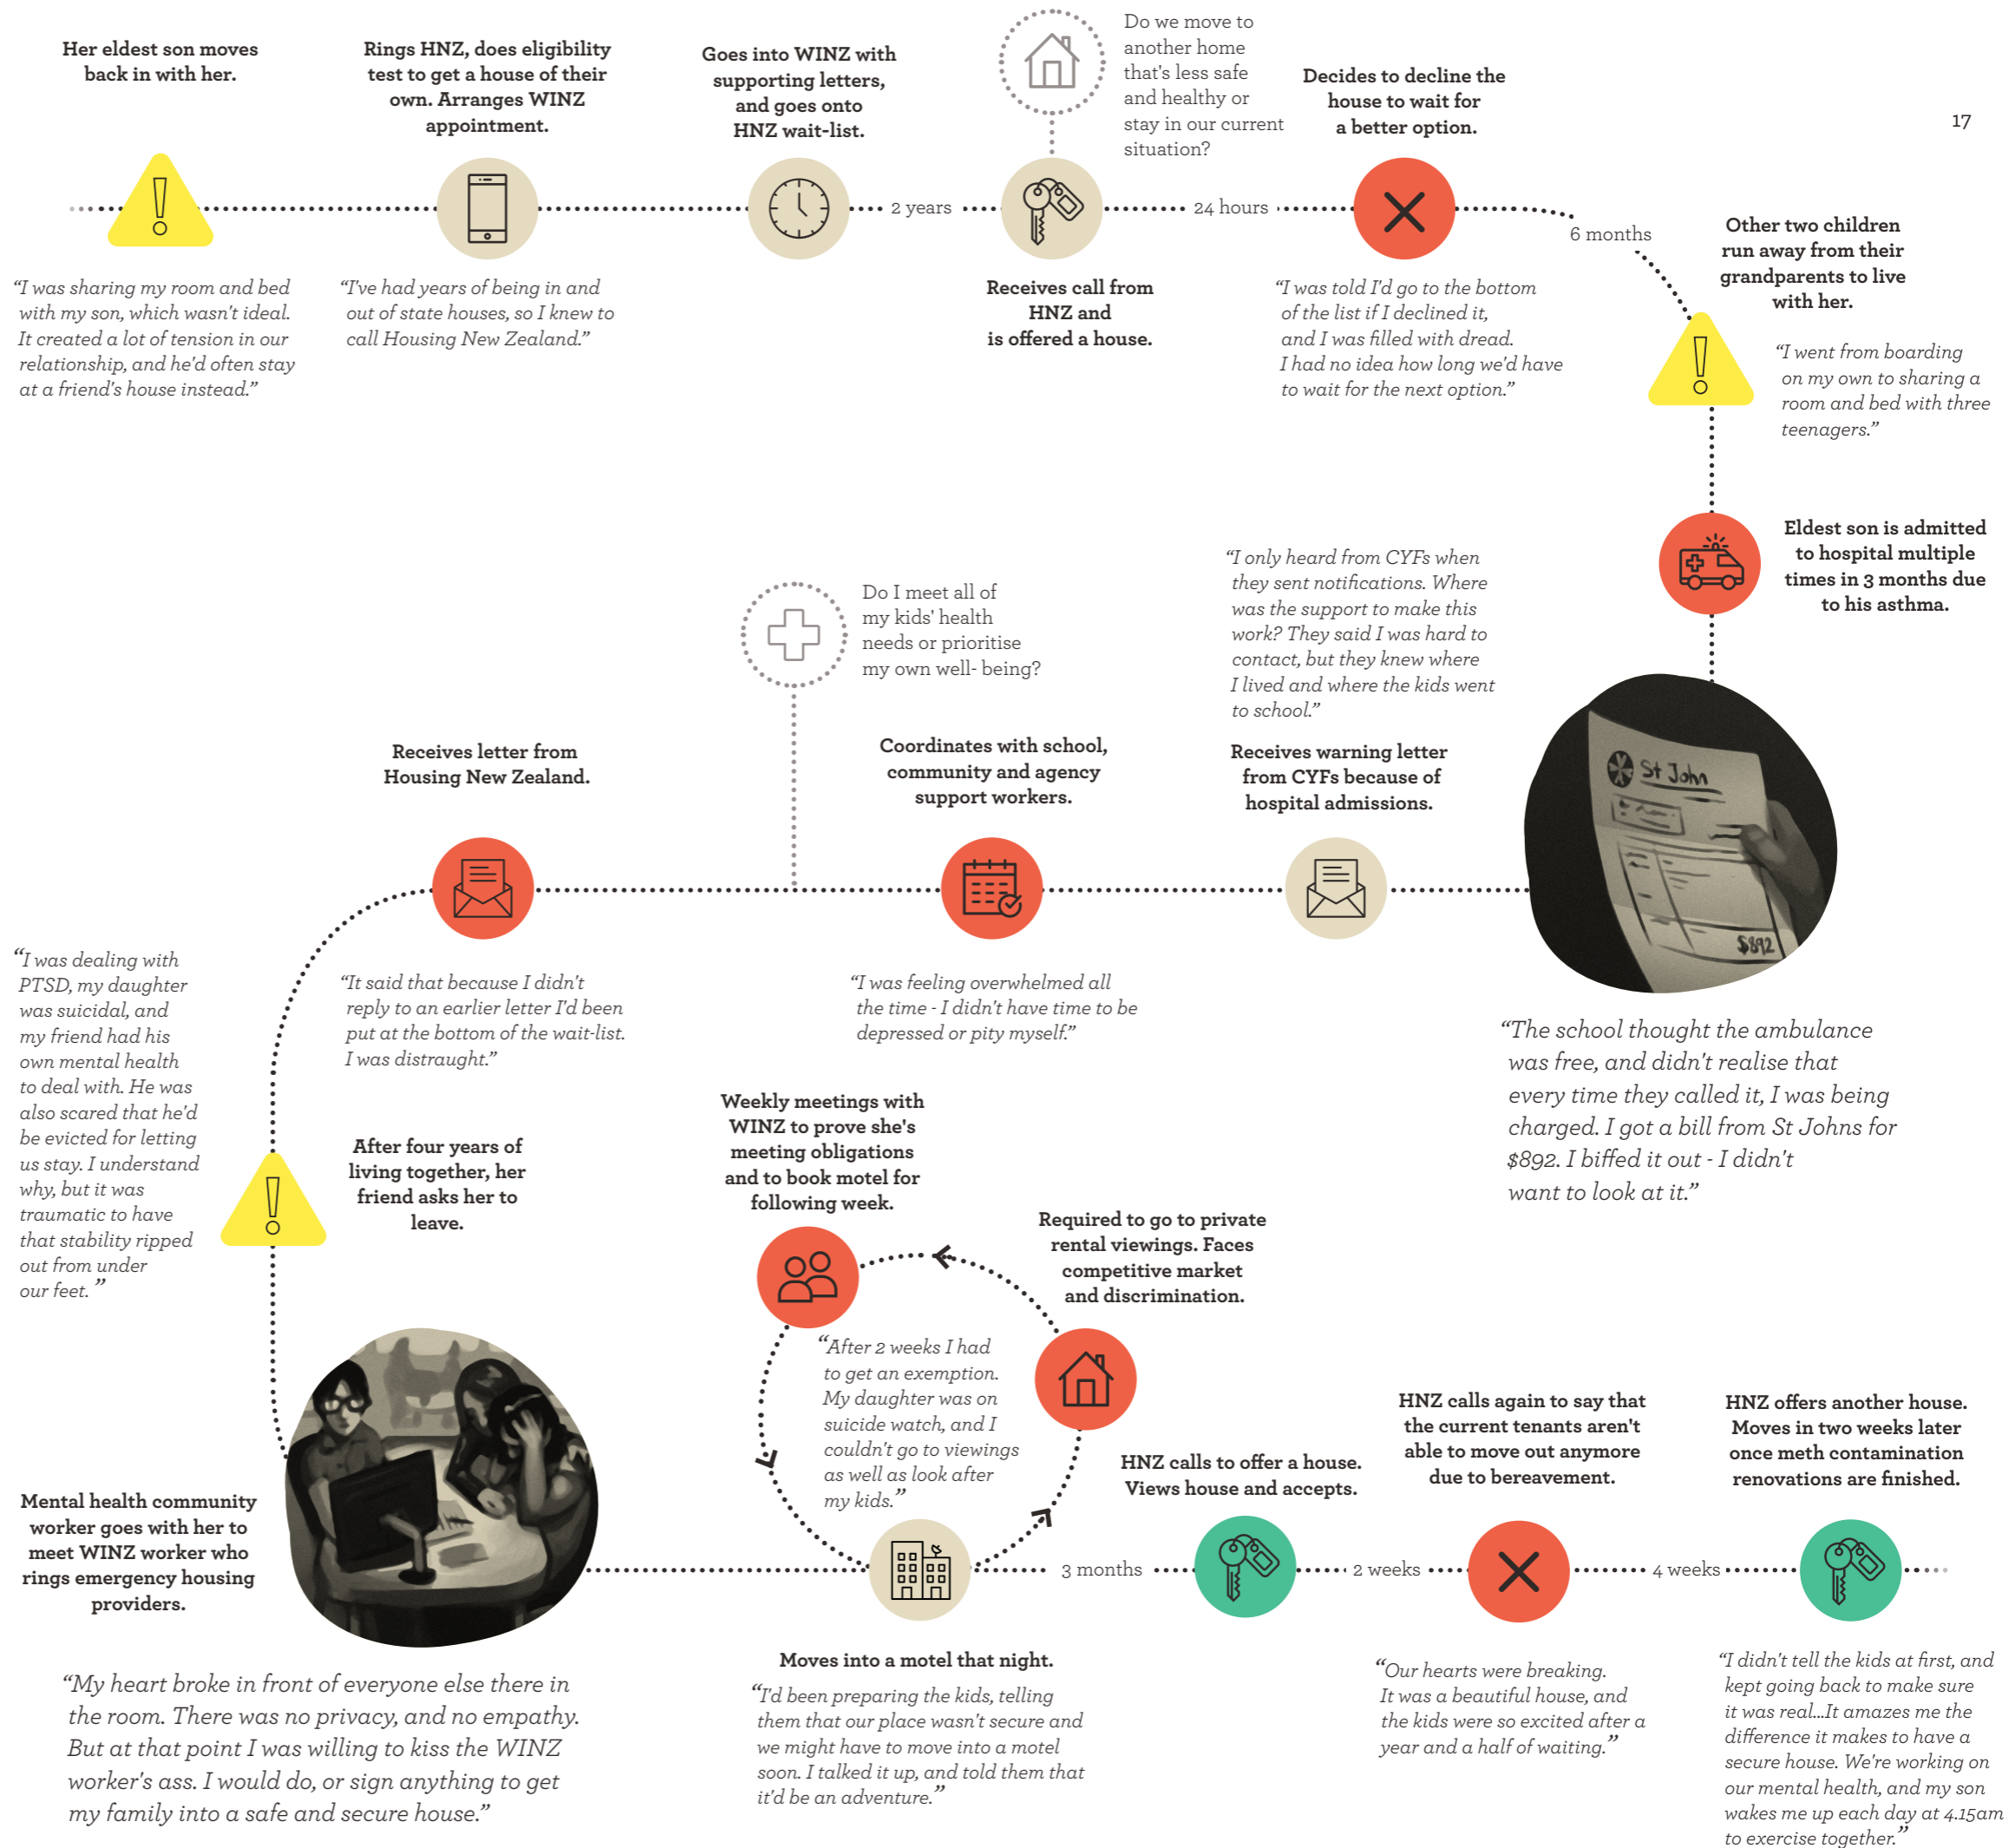 17
Her eldest son moves
back in with her.
“I was sharing my room and bed
with my son, which wasn't ideal.
It created a lot of tension in our
relationship, and he'd often stay
at a friend's house instead.”
Rings HNZ, does eligibility
test to get a house of their
own. Arranges WINZ
appointment.
“I've had years of being in and
out of state houses, so I knew to
call Housing New Zealand.”
Goes into WINZ with
supporting letters,
and goes onto
HNZ wait-list.
2 years
Do we move to
another home
that's less safe
and healthy or
stay in our current
situation?
Receives call from
HNZ and
is offered a house.
24 hours
Decides to decline the
house to wait for
a better option.
“I was told I'd go to the bottom
of the list if I declined it,
and I was filled with dread.
I had no idea how long we'd have
to wait for the next option.”
6 months
Other two children
run away from their
grandparents to live
with her.
“I went from boarding
on my own to sharing a
room and bed with three
teenagers.”
Eldest son is admitted
to hospital multiple
times in 3 months due
to his asthma.
St John
$892
“The school thought the ambulance
was free, and didn't realise that
every time they called it, I was being
charged. I got a bill from St Johns for
$892. I biffed it out - I didn't
want to look at it.”
“I only heard from CYFs when
they sent notifications. Where
was the support to make this
work? They said I was hard to
contact, but they knew where
I lived and where the kids went
to school.”
Receives warning letter
from CYFs because of
hospital admissions.
Coordinates with school,
community and agency
support workers.
“I was feeling overwhelmed all
the time - I didn't have time to be
depressed or pity myself.”
Do I meet all of
my kids' health
needs or prioritise
my own well- being?
Receives letter from
Housing New Zealand.
“It said that because I didn't
reply to an earlier letter I'd been
put at the bottom of the wait-list.
I was distraught.”
“I was dealing with
PTSD, my daughter
was suicidal, and
my friend had his
own mental health
to deal with. He was
also scared that he'd
be evicted for letting
us stay. I understand
why, but it was
traumatic to have
that stability ripped
out from under
our feet.”
After four years of
living together, her
friend asks her to
leave.
Mental health community
worker goes with her to
meet WINZ worker who
rings emergency housing
providers.
“My heart broke in front of everyone else there in
the room. There was no privacy, and no empathy.
But at that point I was willing to kiss the WINZ
worker's ass. I would do, or sign anything to get
my family into a safe and secure house.”
Moves into a motel that night.
“I'd been preparing the kids, telling
them that our place wasn't secure and
we might have to move into a motel
soon. I talked it up, and told them that
it'd be an adventure.”
Required to go to private
rental viewings. Faces
competitive market
and discrimination.
Weekly meetings with
WINZ to prove she's
meeting obligations
and to book motel for
following week.
“After 2 weeks I had
to get an exemption.
My daughter was on
suicide watch, and I
couldn't go to viewings
as well as look after
my kids.”
3 months
HNZ calls to offer a house.
Views house and accepts.
2 weeks
HNZ calls again to say that
the current tenants aren't
able to move out anymore
due to bereavement.
“Our hearts were breaking.
It was a beautiful house, and
the kids were so excited after a
year and a half of waiting.”
4 weeks
HNZ offers another house.
Moves in two weeks later
once meth contamination
renovations are finished.
“I didn't tell the kids at first, and
kept going back to make sure
it was real...It amazes me the
difference it makes to have a
secure house. We're working on
our mental health, and my son
wakes me up each day at 4.15am
to exercise together.”